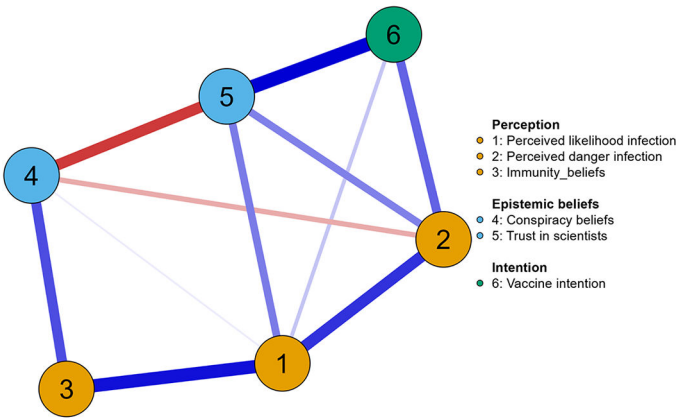 6
5
4
2
1
3
Perception
1: Perceived likelihood infection
2: Perceived danger infection
3: Immunity_beliefs
Epistemic beliefs
4: Conspiracy beliefs
5: Trust in scientists
Intention
6: Vaccine intention